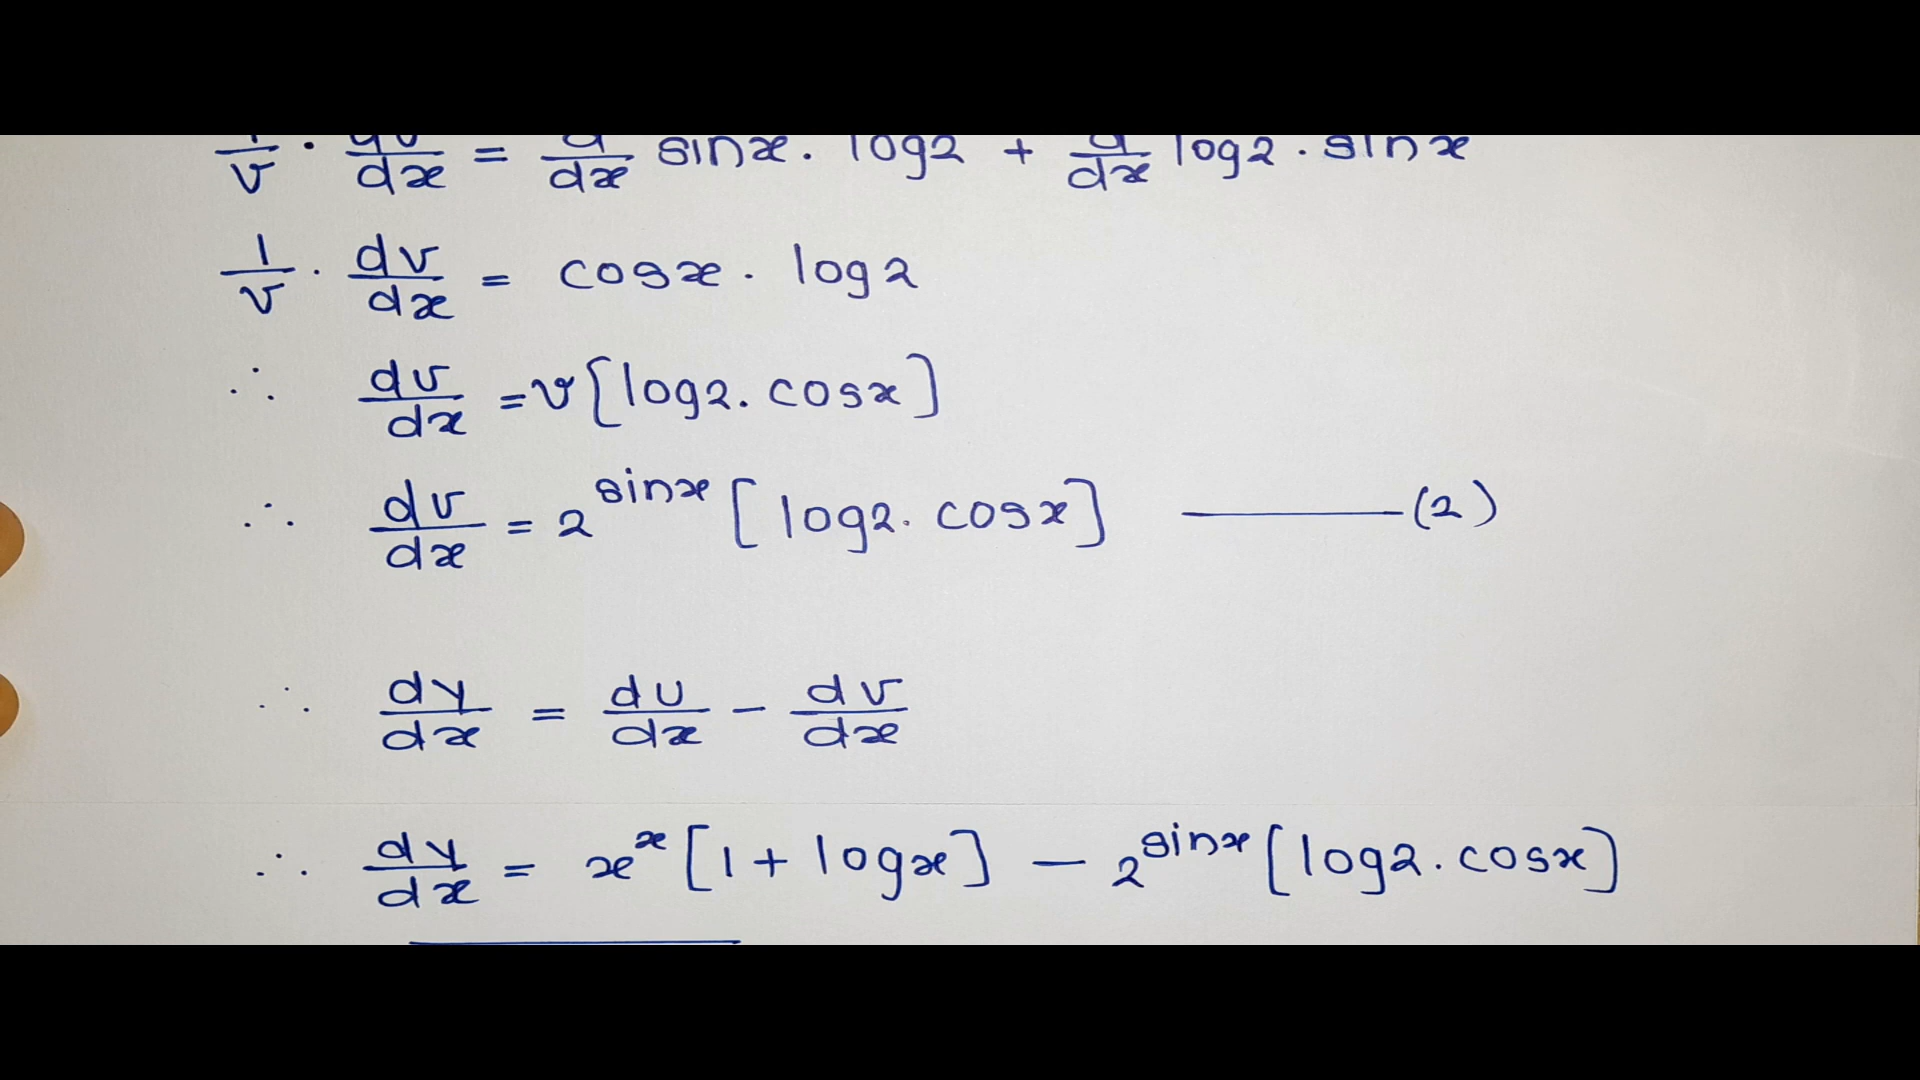 1/v · dv/dx = d/dx sinx. log2 + d/dx log2 . sinx
1/v . dv/dx = cosx . log2
∴ dv/dx = v[log2. cosx]
∴ dv/dx = 2^sinx [log2. cosx] ——— (2)
∴ dy/dx = du/dx - dv/dx
∴ dy/dx = x^x [1 + logx] - 2^sinx [log2. cosx]